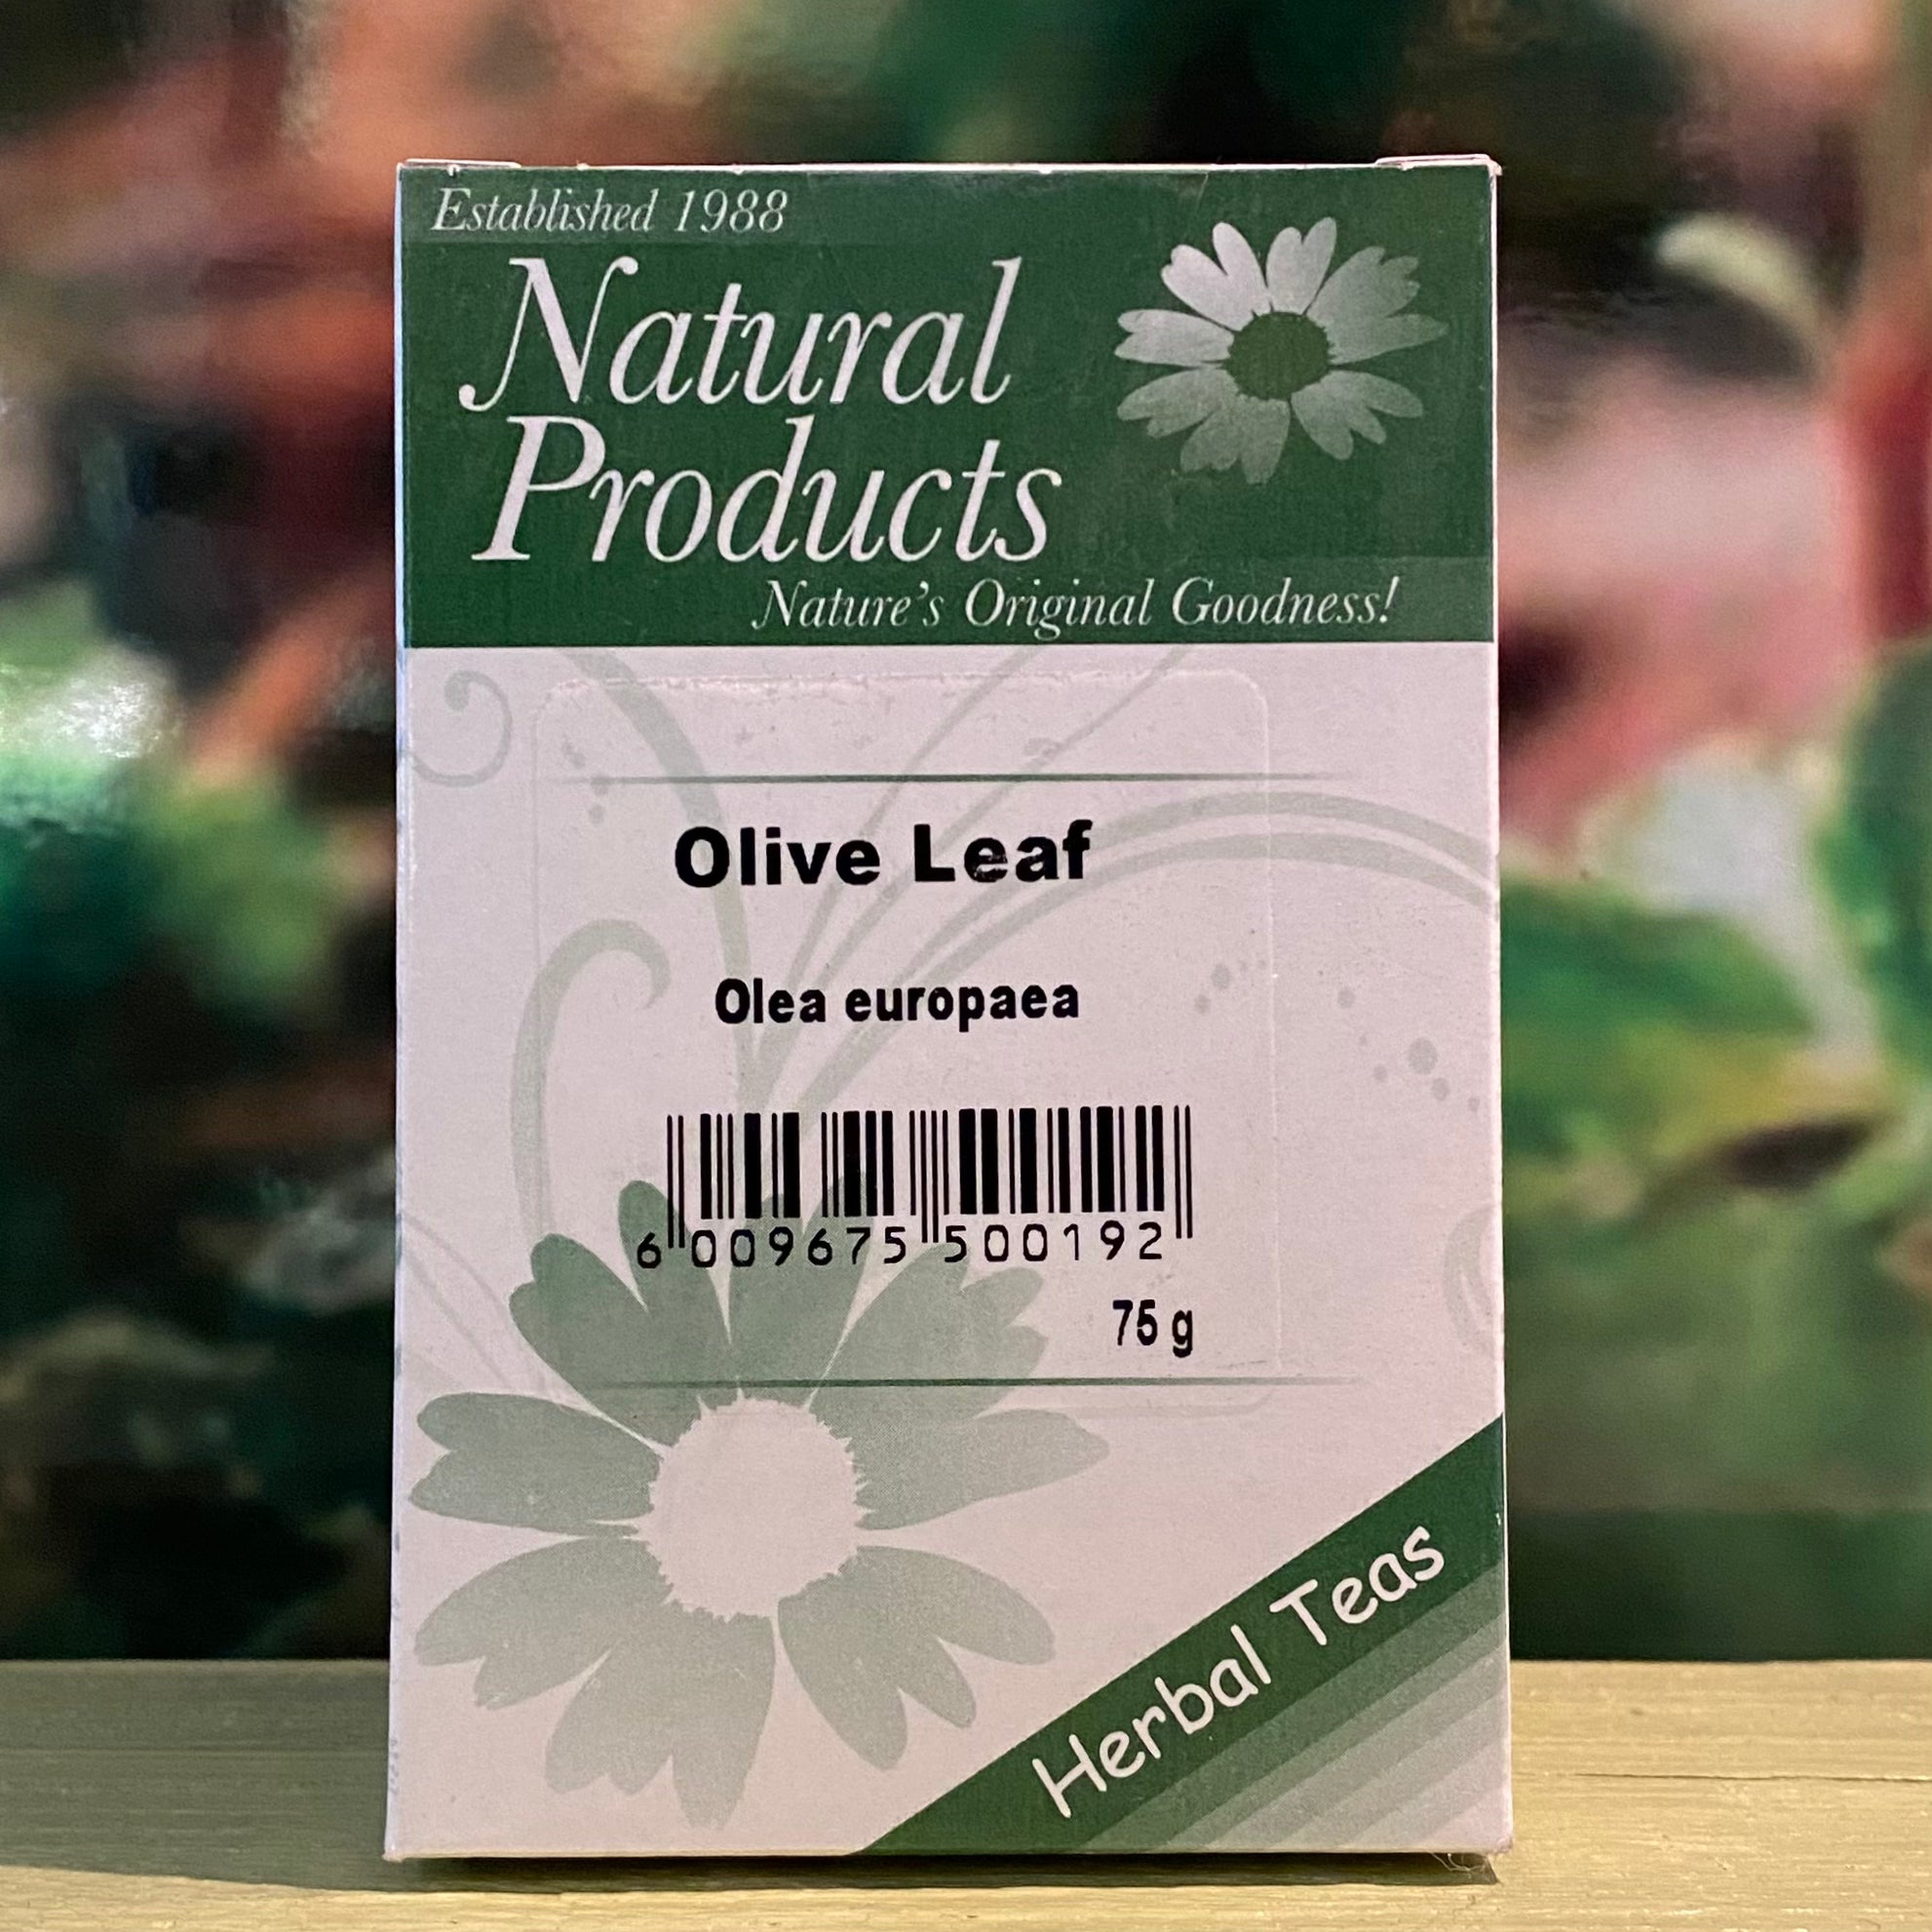 Established 1988
Natural
Products
Nature's Original Goodness!
Olive Leaf
Olea europaea
6 009675 500192
75 g
Herbal Teas